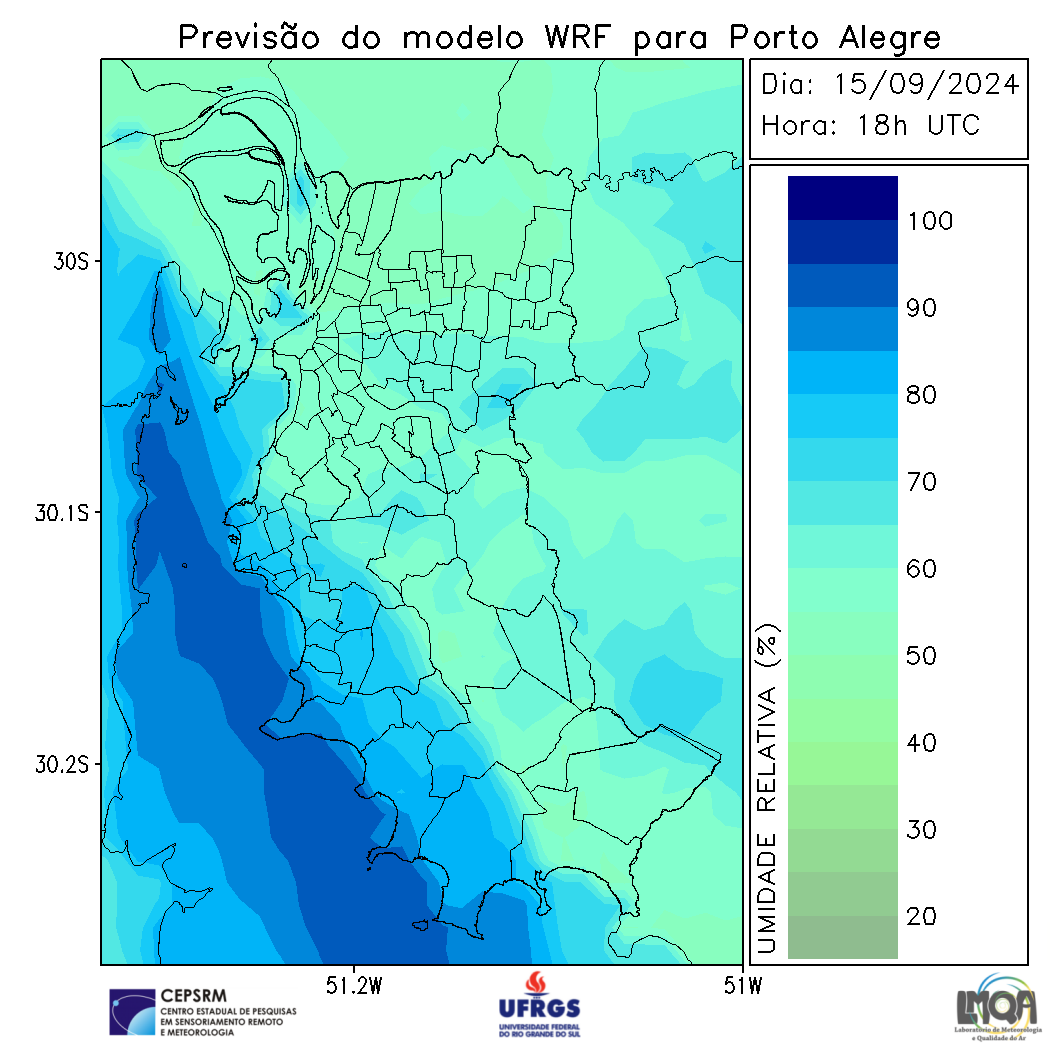 Previsão do modelo WRF para Porto Alegre
Dia: 15/09/2024
Hora: 18h UTC
100
90
80
70
60
50
40
30
20
UMIDADE RELATIVA (%)
30S
30.1S
30.2S
51.2W
51W
CEPSRM
CENTRO ESTADUAL DE PESQUISAS
EM SENSORIAMENTO REMOTO
E METEOROLOGIA
UFRGS
UNIVERSIDADE FEDERAL
DO RIO GRANDE DO SUL
LMQA
Laboratório de Meteorologia
e Qualidade do Ar